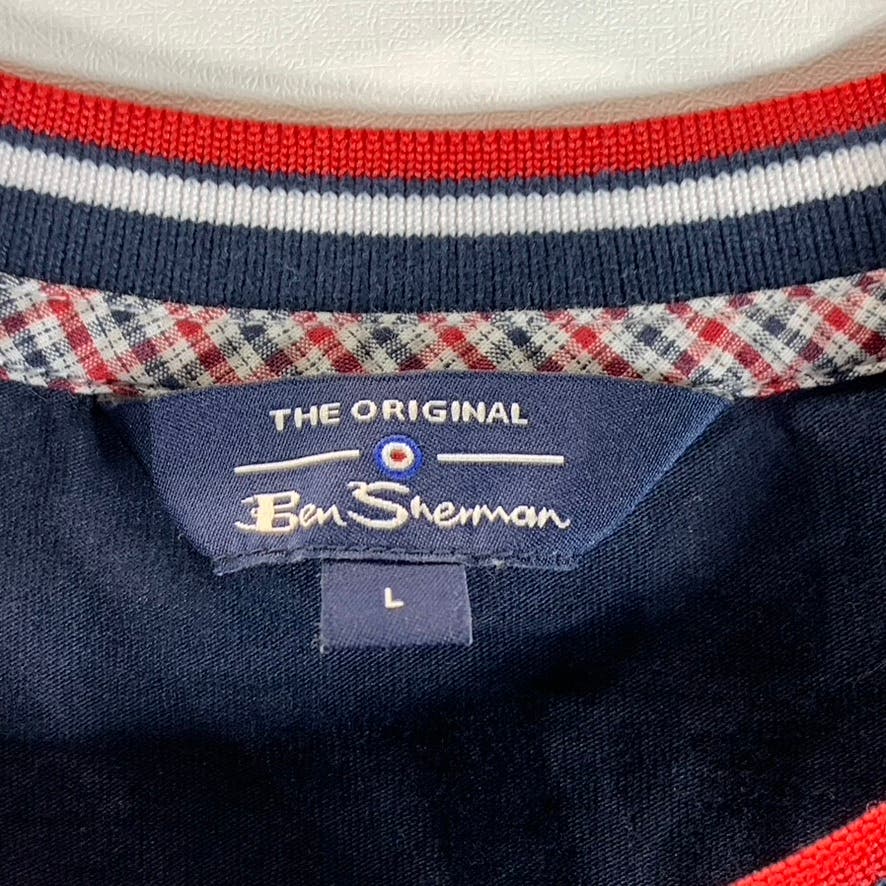 THE ORIGINAL
Ben Sherman
L